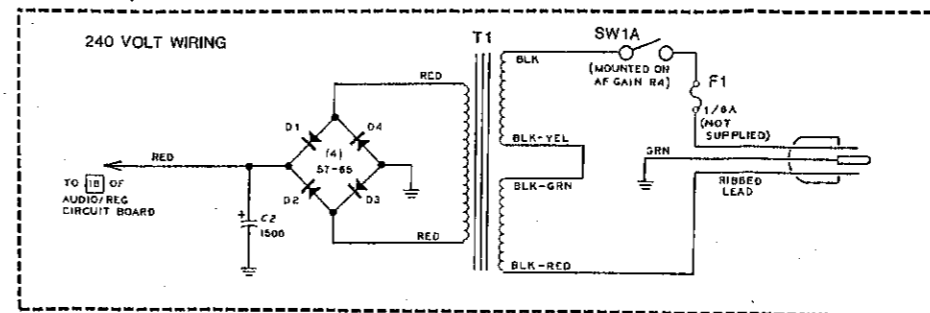 240 VOLT WIRING
T1
SW1A
BLK
(MOUNTED ON
AF GAIN R4)
F1
1/8A
(NOT
SUPPLIED)
RED
D1
D4
(4)
57-65
D2
D3
RED
TO 18 OF
AUDIO/REG
CIRCUIT BOARD
+
C2
1500
RED
BLK-YEL
BLK-GRN
GRN
RIBBED
LEAD
BLK-RED